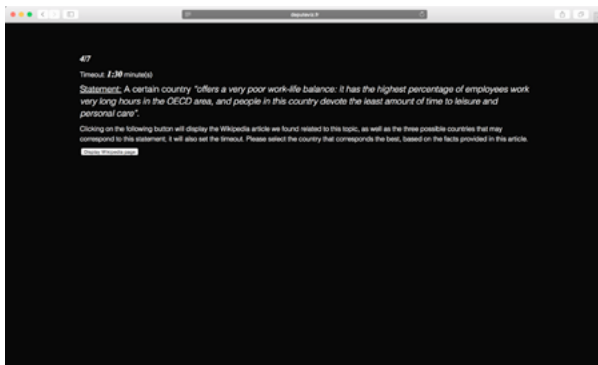 4/7
Timeout: 1:30 minute(s)
Statement: A certain country "offers a very poor work-life balance: it has the highest percentage of employees work
very long hours in the OECD area, and people in this country devote the least amount of time to leisure and
personal care".
Clicking on the following button will display the Wikipedia article we found related to this topic, as well as the three possible countries that may
correspond to this statement, it will also set the timeout. Please select the country that corresponds the best, based on the facts provided in this article.
Display Wikipedia page